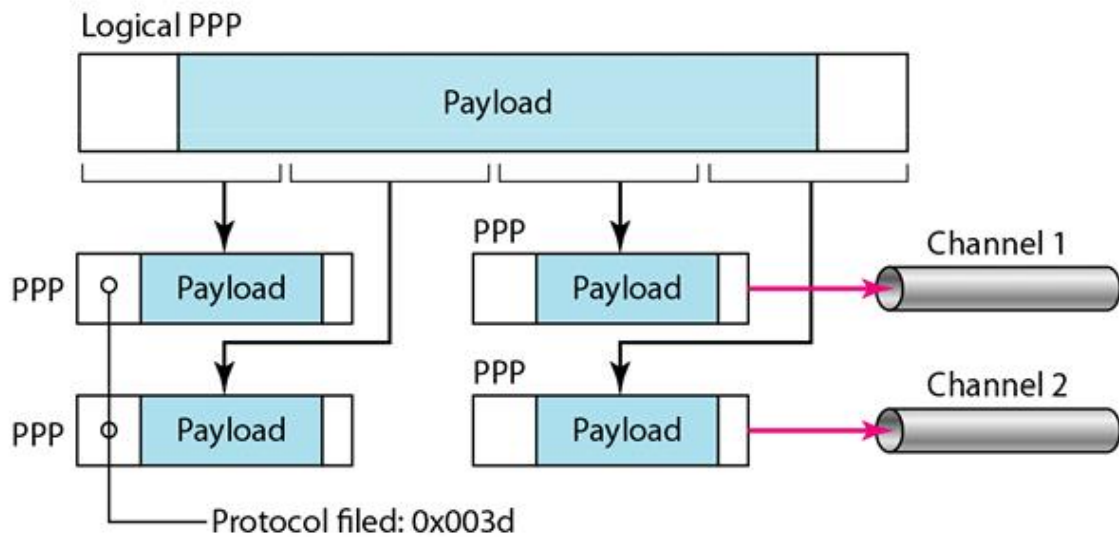 Logical PPP
Payload
PPP
Channel 1
PPP
Payload
Payload
PPP
Channel 2
PPP
Payload
Payload
Protocol filed: 0x003d